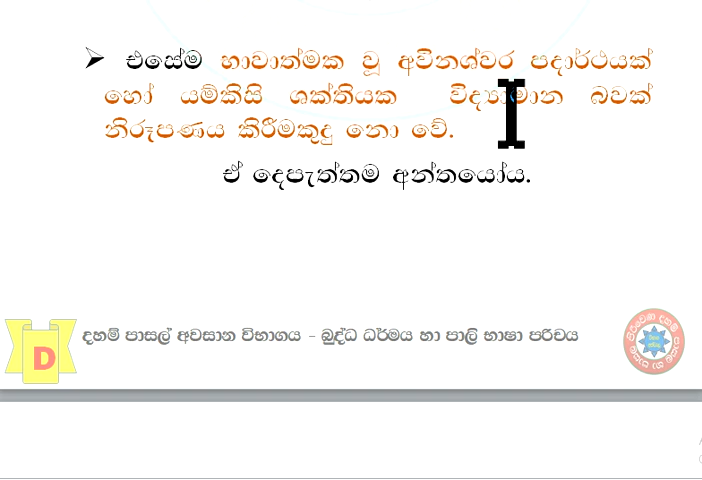 එසේම භාවාත්මක වූ අවිනශ්වර පදාර්ථයක්
හෝ යම්කිසි ශක්තියක විද්‍යාමාන බවක්
නිරූපණය කිරීමකුදු නො වේ.
ඒ දෙපැත්තම අන්තයෝය.
D
දහම් පාසල් අවසාන විභාගය - බුද්ධ ධර්මය හා පාලි භාෂා පරිචය